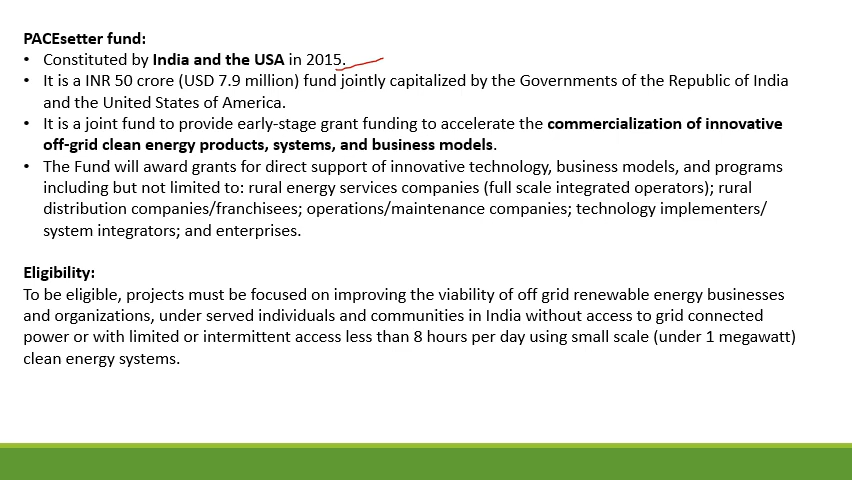 PACEsetter fund:
• Constituted by India and the USA in 2015.
• It is a INR 50 crore (USD 7.9 million) fund jointly capitalized by the Governments of the Republic of India
and the United States of America.
• It is a joint fund to provide early-stage grant funding to accelerate the commercialization of innovative
off-grid clean energy products, systems, and business models.
• The Fund will award grants for direct support of innovative technology, business models, and programs
including but not limited to: rural energy services companies (full scale integrated operators); rural
distribution companies/franchisees; operations/maintenance companies; technology implementers/
system integrators; and enterprises.
Eligibility:
To be eligible, projects must be focused on improving the viability of off grid renewable energy businesses
and organizations, under served individuals and communities in India without access to grid connected
power or with limited or intermittent access less than 8 hours per day using small scale (under 1 megawatt)
clean energy systems.